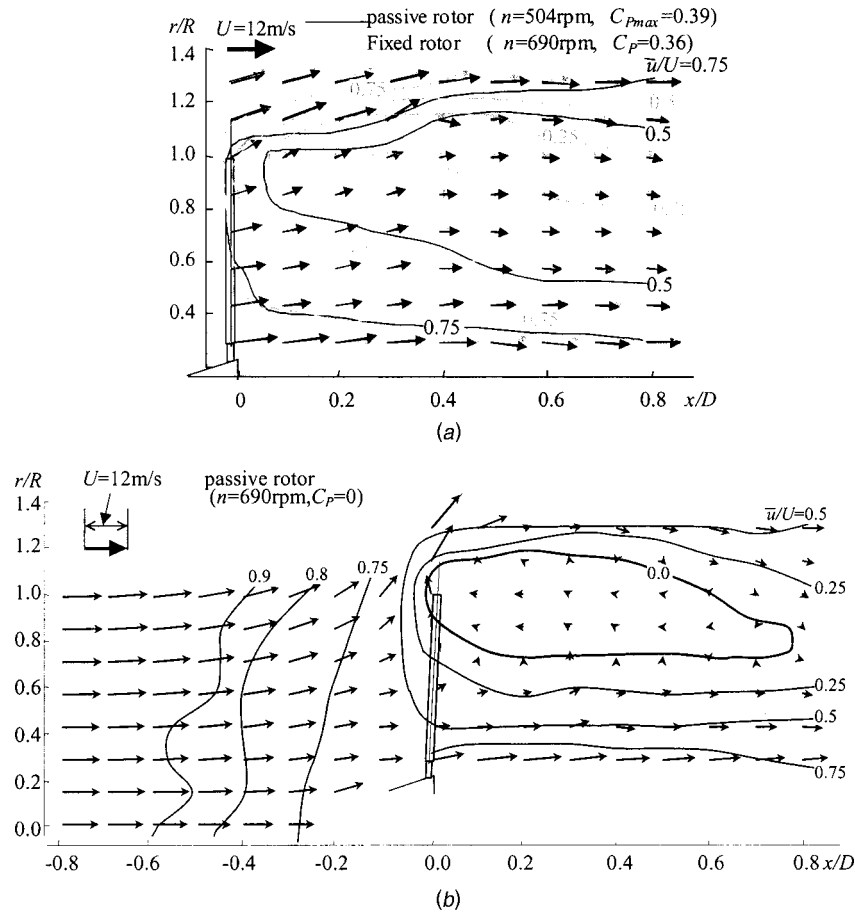 passive rotor ( n=504rpm, CPmax=0.39)
r/R U=12m/s Fixed rotor ( n=690rpm, CP=0.36)
1.4 u̅/U=0.75
0.75
1.2
0.25 0.5
1.0
0.8
0.6
0.5
0.4
0.75 0.75
0 0.2 0.4 0.6 0.8 x/D
(a)
r/R U=12m/s passive rotor
(n=690rpm,CP=0)
1.4 u̅/U=0.5
1.2
0.9 0.8 0.75 0.0 0.25
1.0
0.8
0.6 0.25
0.4 0.5
0.2 0.75
0.0
-0.8 -0.6 -0.4 -0.2 0.0 0.2 0.4 0.6 0.8 x/D
(b)